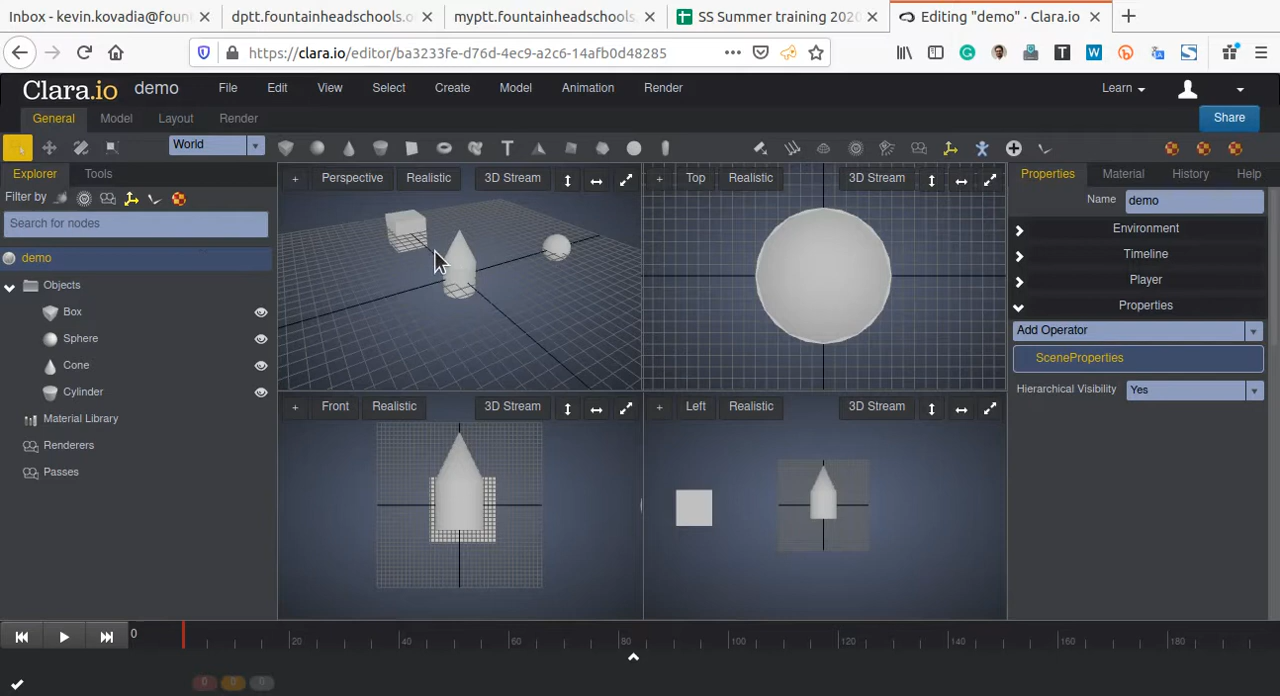 Inbox - kevin.kovadia@foun
dptt.fountainheadschools.o
myptt.fountainheadschools.
SS Summer training 2020
Editing "demo" · Clara.io
https://clara.io/editor/ba3233fe-d76d-4ec9-a2c6-14afb0d48285
Clara.io demo File Edit View Select Create Model Animation Render Learn
General Model Layout Render Share
World
Explorer Tools
Filter by
Search for nodes
demo
Objects
Box
Sphere
Cone
Cylinder
Material Library
Renderers
Passes
+ Perspective Realistic 3D Stream
+ Top Realistic 3D Stream
+ Front Realistic 3D Stream
+ Left Realistic 3D Stream
Properties Material History Help
Name demo
Environment
Timeline
Player
Properties
Add Operator
SceneProperties
Hierarchical Visibility Yes
0 20 40 60 80 100 120 140 160 180
0 0 0